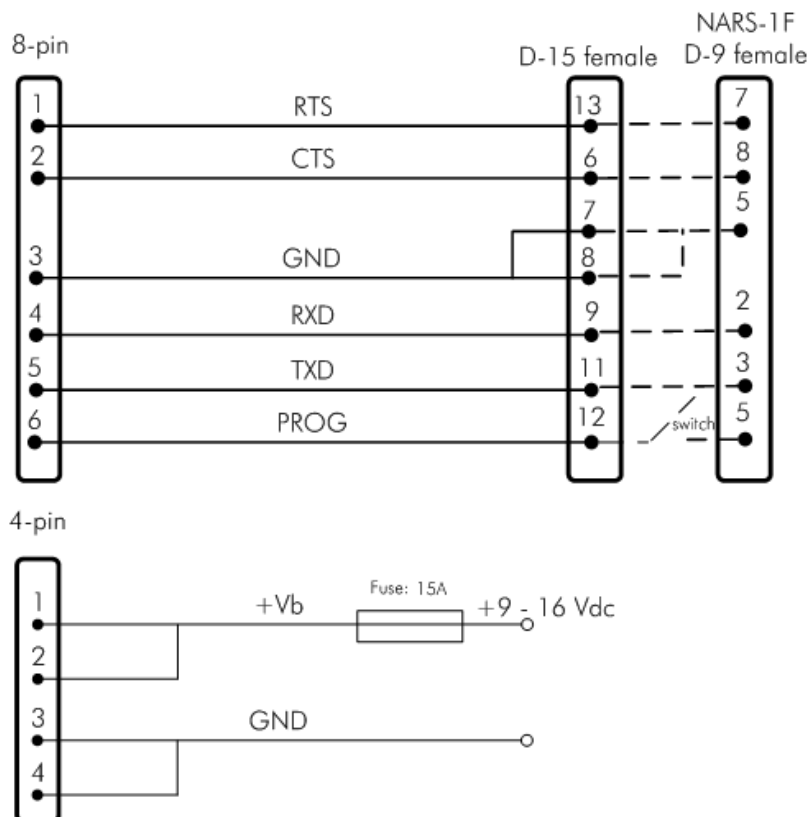 NARS-1F
8-pin
D-15 female
D-9 female
1
RTS
13
7
2
CTS
6
8
7
5
3
GND
8
4
RXD
9
2
5
TXD
11
3
6
PROG
12
switch
5
4-pin
1
+Vb
Fuse: 15A
+9 - 16 Vdc
2
3
GND
4